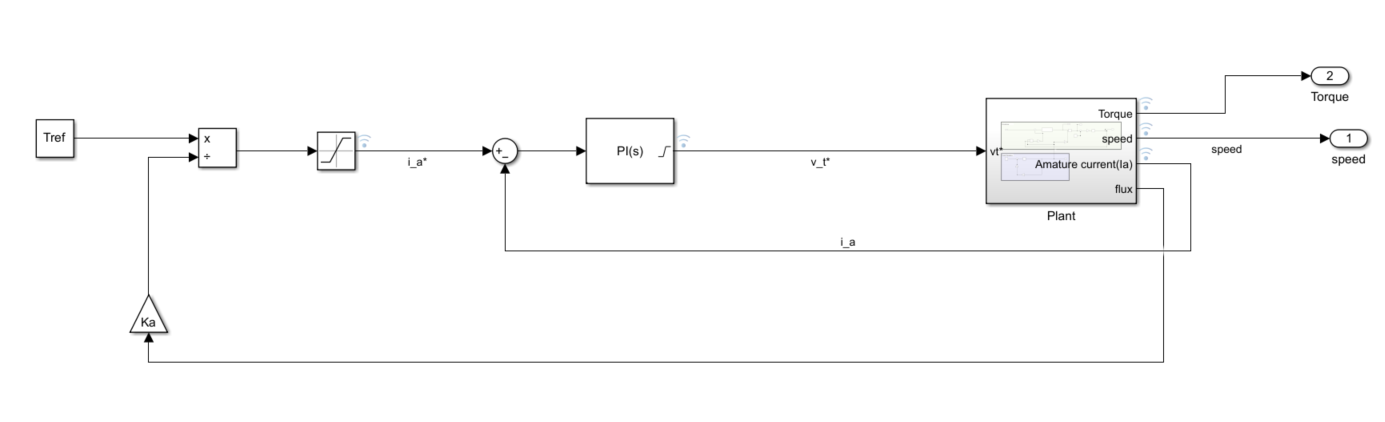 2
Torque
Tref
x
÷
i_a*
+
−
PI(s)
v_t*
vt*
Torque
speed
Amature current(Ia)
flux
Plant
speed
1
speed
i_a
Ka